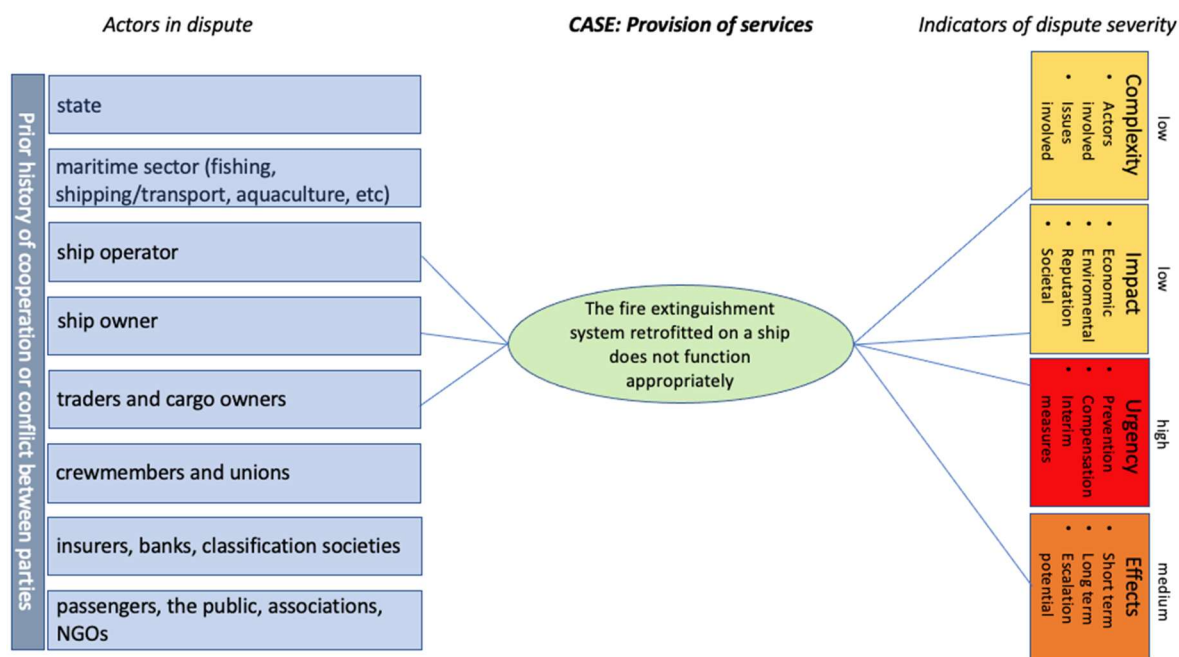 Actors in dispute
CASE: Provision of services
Indicators of dispute severity
Prior history of cooperation or conflict between parties
state
maritime sector (fishing,
shipping/transport, aquaculture, etc)
ship operator
ship owner
traders and cargo owners
crewmembers and unions
insurers, banks, classification societies
passengers, the public, associations,
NGOs
The fire extinguishment
system retrofitted on a ship
does not function
appropriately
low
Complexity
• Actors
involved
• Issues
involved
low
Impact
• Economic
• Enviromental
• Reputation
• Societal
high
Urgency
• Prevention
• Compensation
• Interim
measures
medium
Effects
• Short term
• Long term
• Escalation
potential